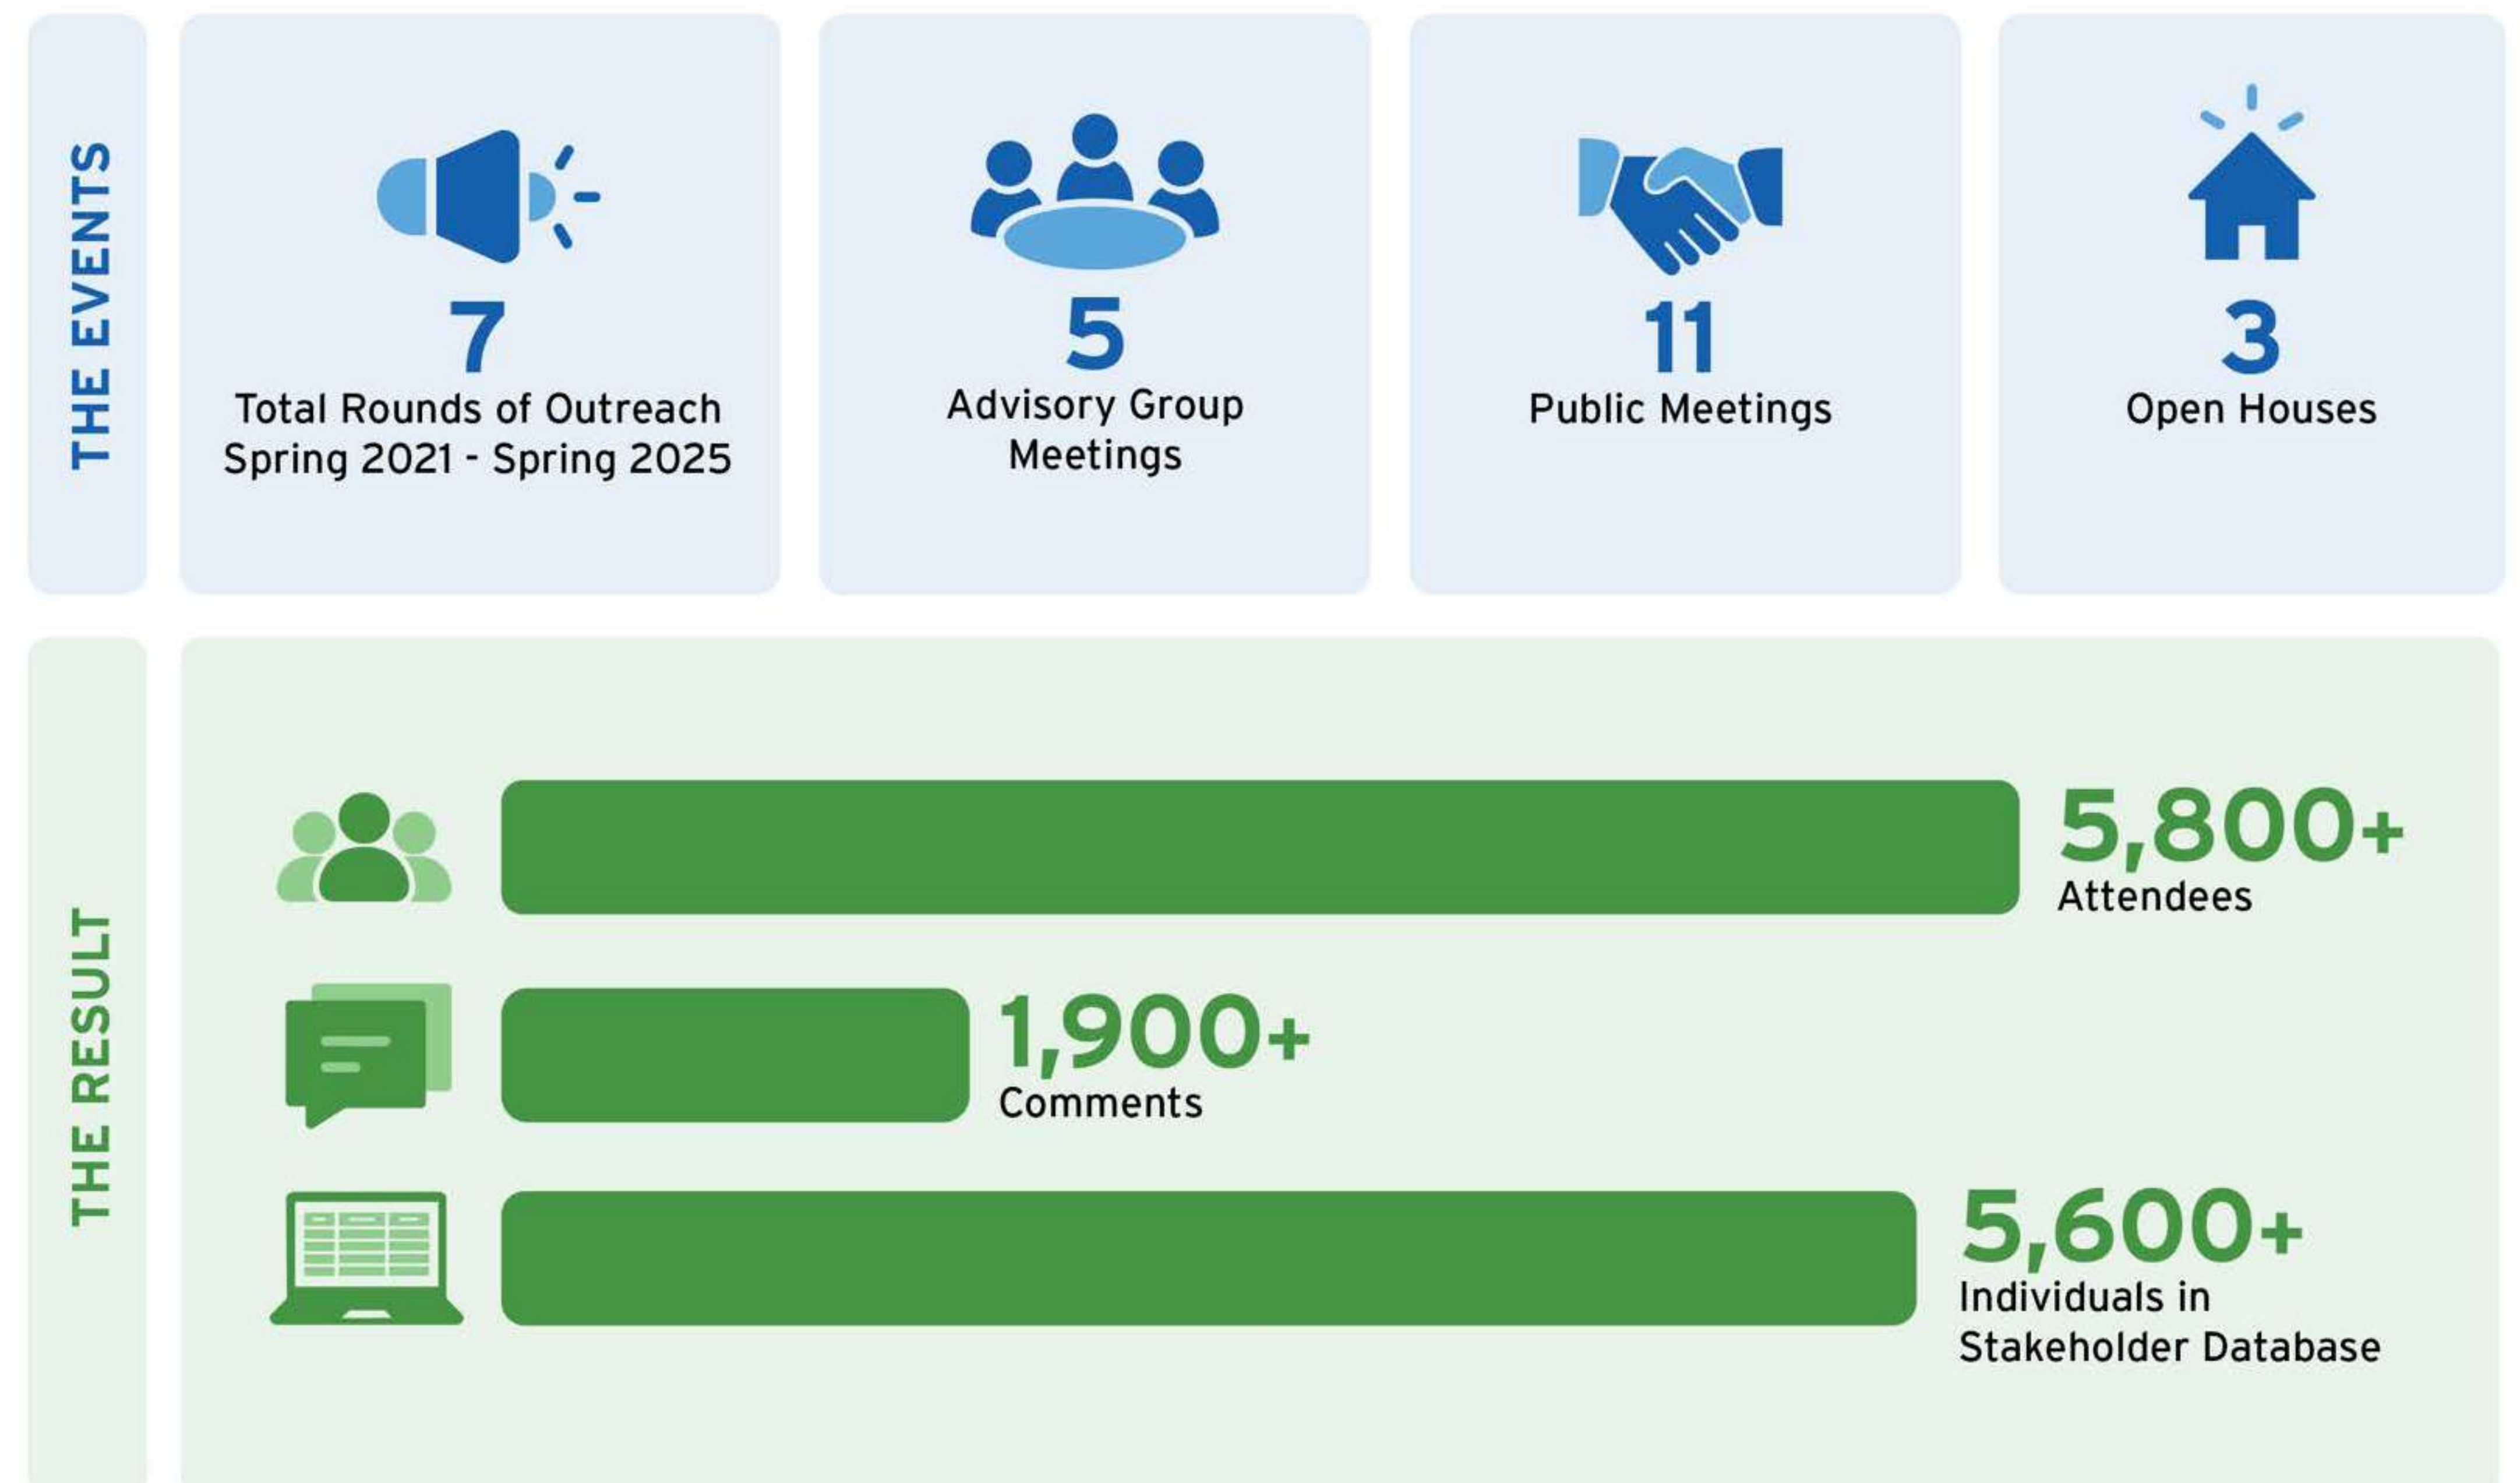 THE EVENTS
7
Total Rounds of Outreach
Spring 2021 - Spring 2025
5
Advisory Group
Meetings
11
Public Meetings
3
Open Houses
THE RESULT
5,800+
Attendees
1,900+
Comments
5,600+
Individuals in
Stakeholder Database